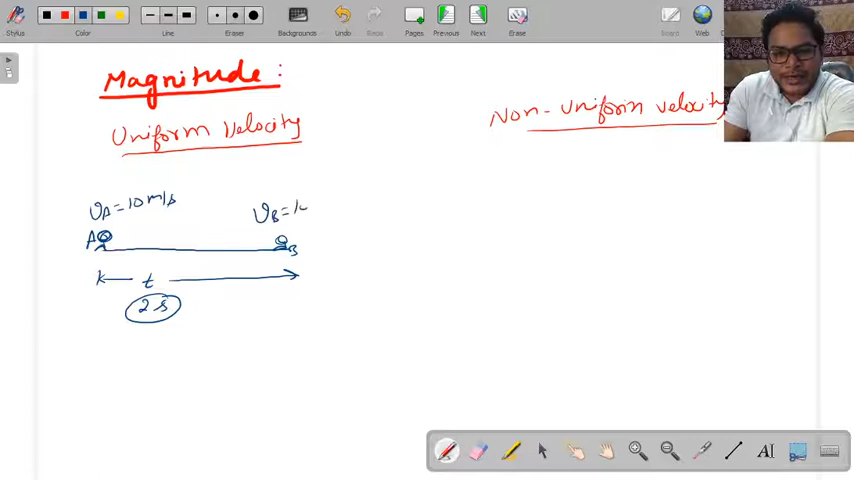 Stylus
Color
Line
Eraser
Backgrounds
Undo
Pages
Previous
Next
Erase
Board
Web
Magnitude :
Uniform Velocity
Non-Uniform velocity
VA = 10 m/s
VB =
A
B
t
2 s
AI